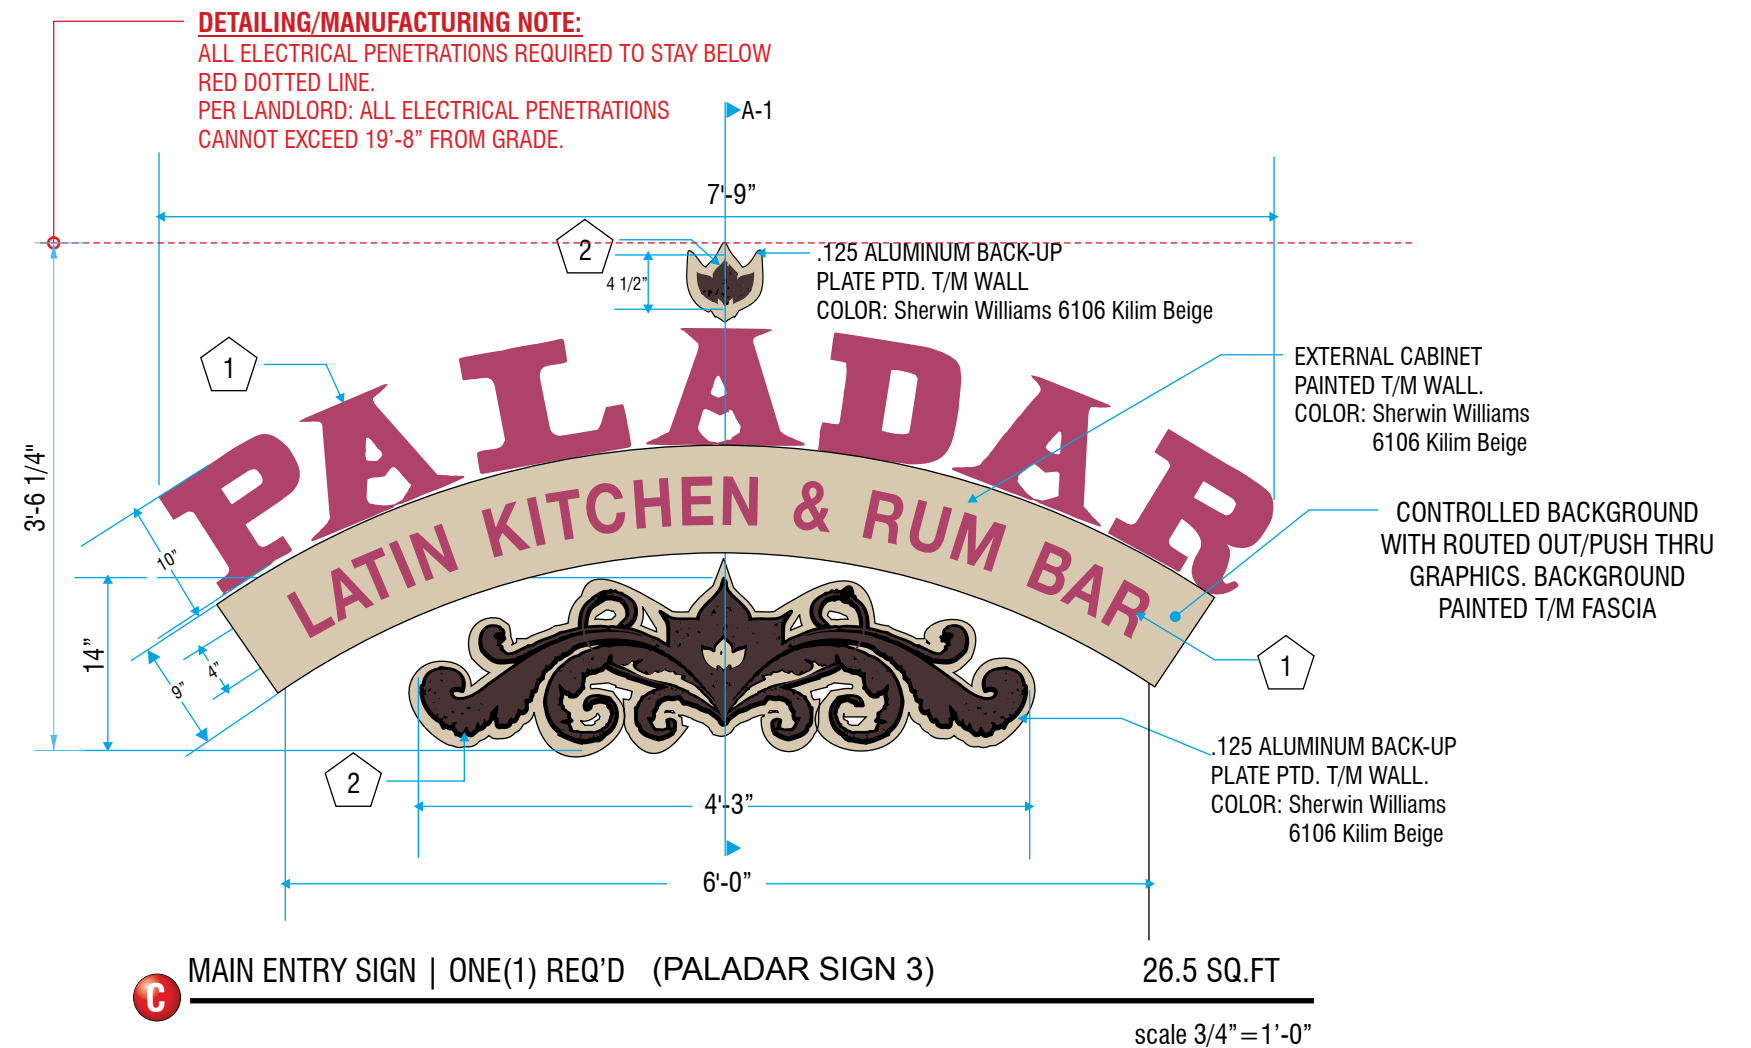 DETAILING/MANUFACTURING NOTE:
ALL ELECTRICAL PENETRATIONS REQUIRED TO STAY BELOW
RED DOTTED LINE.
PER LANDLORD: ALL ELECTRICAL PENETRATIONS
CANNOT EXCEED 19’-8” FROM GRADE.
A-1
7'-9”
2
4 1/2”
.125 ALUMINUM BACK-UP
PLATE PTD. T/M WALL
COLOR: Sherwin Williams 6106 Kilim Beige
1
EXTERNAL CABINET
PAINTED T/M WALL.
COLOR: Sherwin Williams
6106 Kilim Beige
PALADAR
LATIN KITCHEN & RUM BAR
3'-6 1/4"
10”
14”
4”
9”
CONTROLLED BACKGROUND
WITH ROUTED OUT/PUSH THRU
GRAPHICS. BACKGROUND
PAINTED T/M FASCIA
1
2
.125 ALUMINUM BACK-UP
PLATE PTD. T/M WALL.
COLOR: Sherwin Williams
6106 Kilim Beige
4'-3”
6'-0”
C MAIN ENTRY SIGN | ONE(1) REQ’D (PALADAR SIGN 3) 26.5 SQ.FT
scale 3/4”=1’-0”